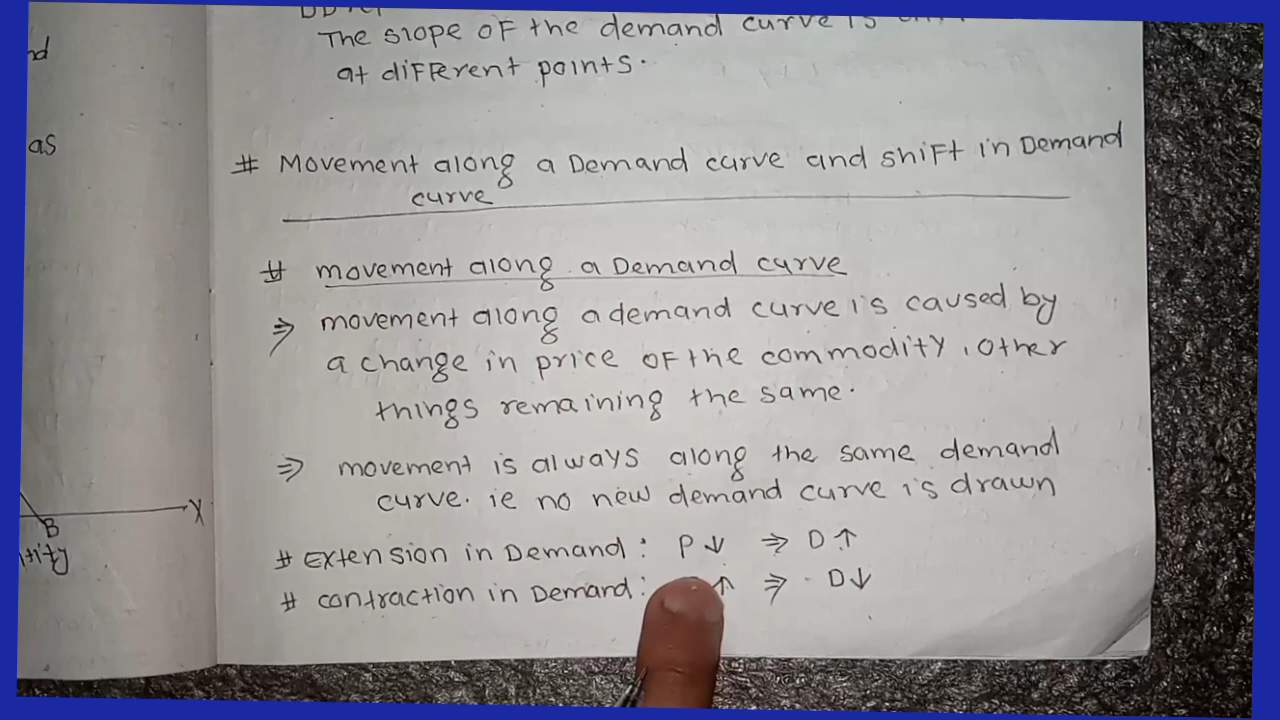 nd
as
B
X
The slope of the demand curve is
at different points.
# Movement along a Demand curve and shift in Demand
curve
# movement along a Demand curve
⇒ movement along a demand curve is caused by
a change in price of the commodity, other
things remaining the same.
⇒ movement is always along the same demand
curve. ie no new demand curve is drawn
# Extension in Demand: P↓ ⇒ D↑
# contraction in Demand: ↑ ⇒ D↓